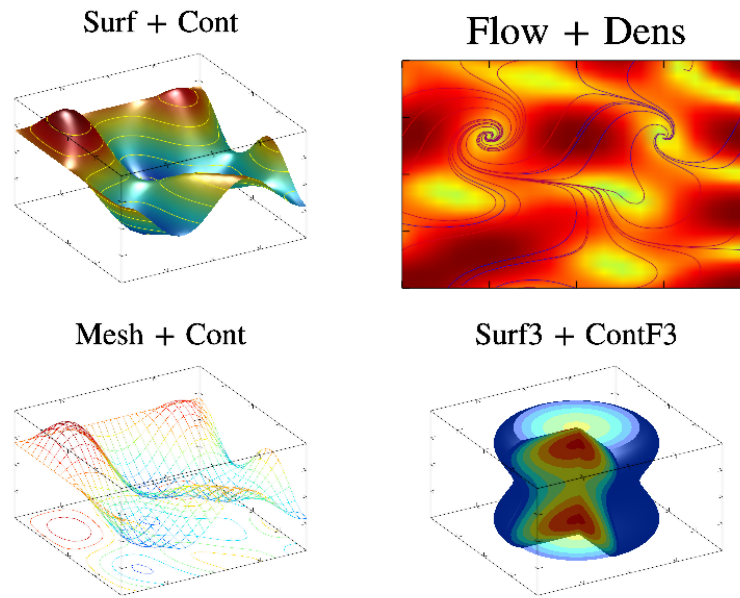 Surf + Cont
Flow + Dens
Mesh + Cont
Surf3 + ContF3